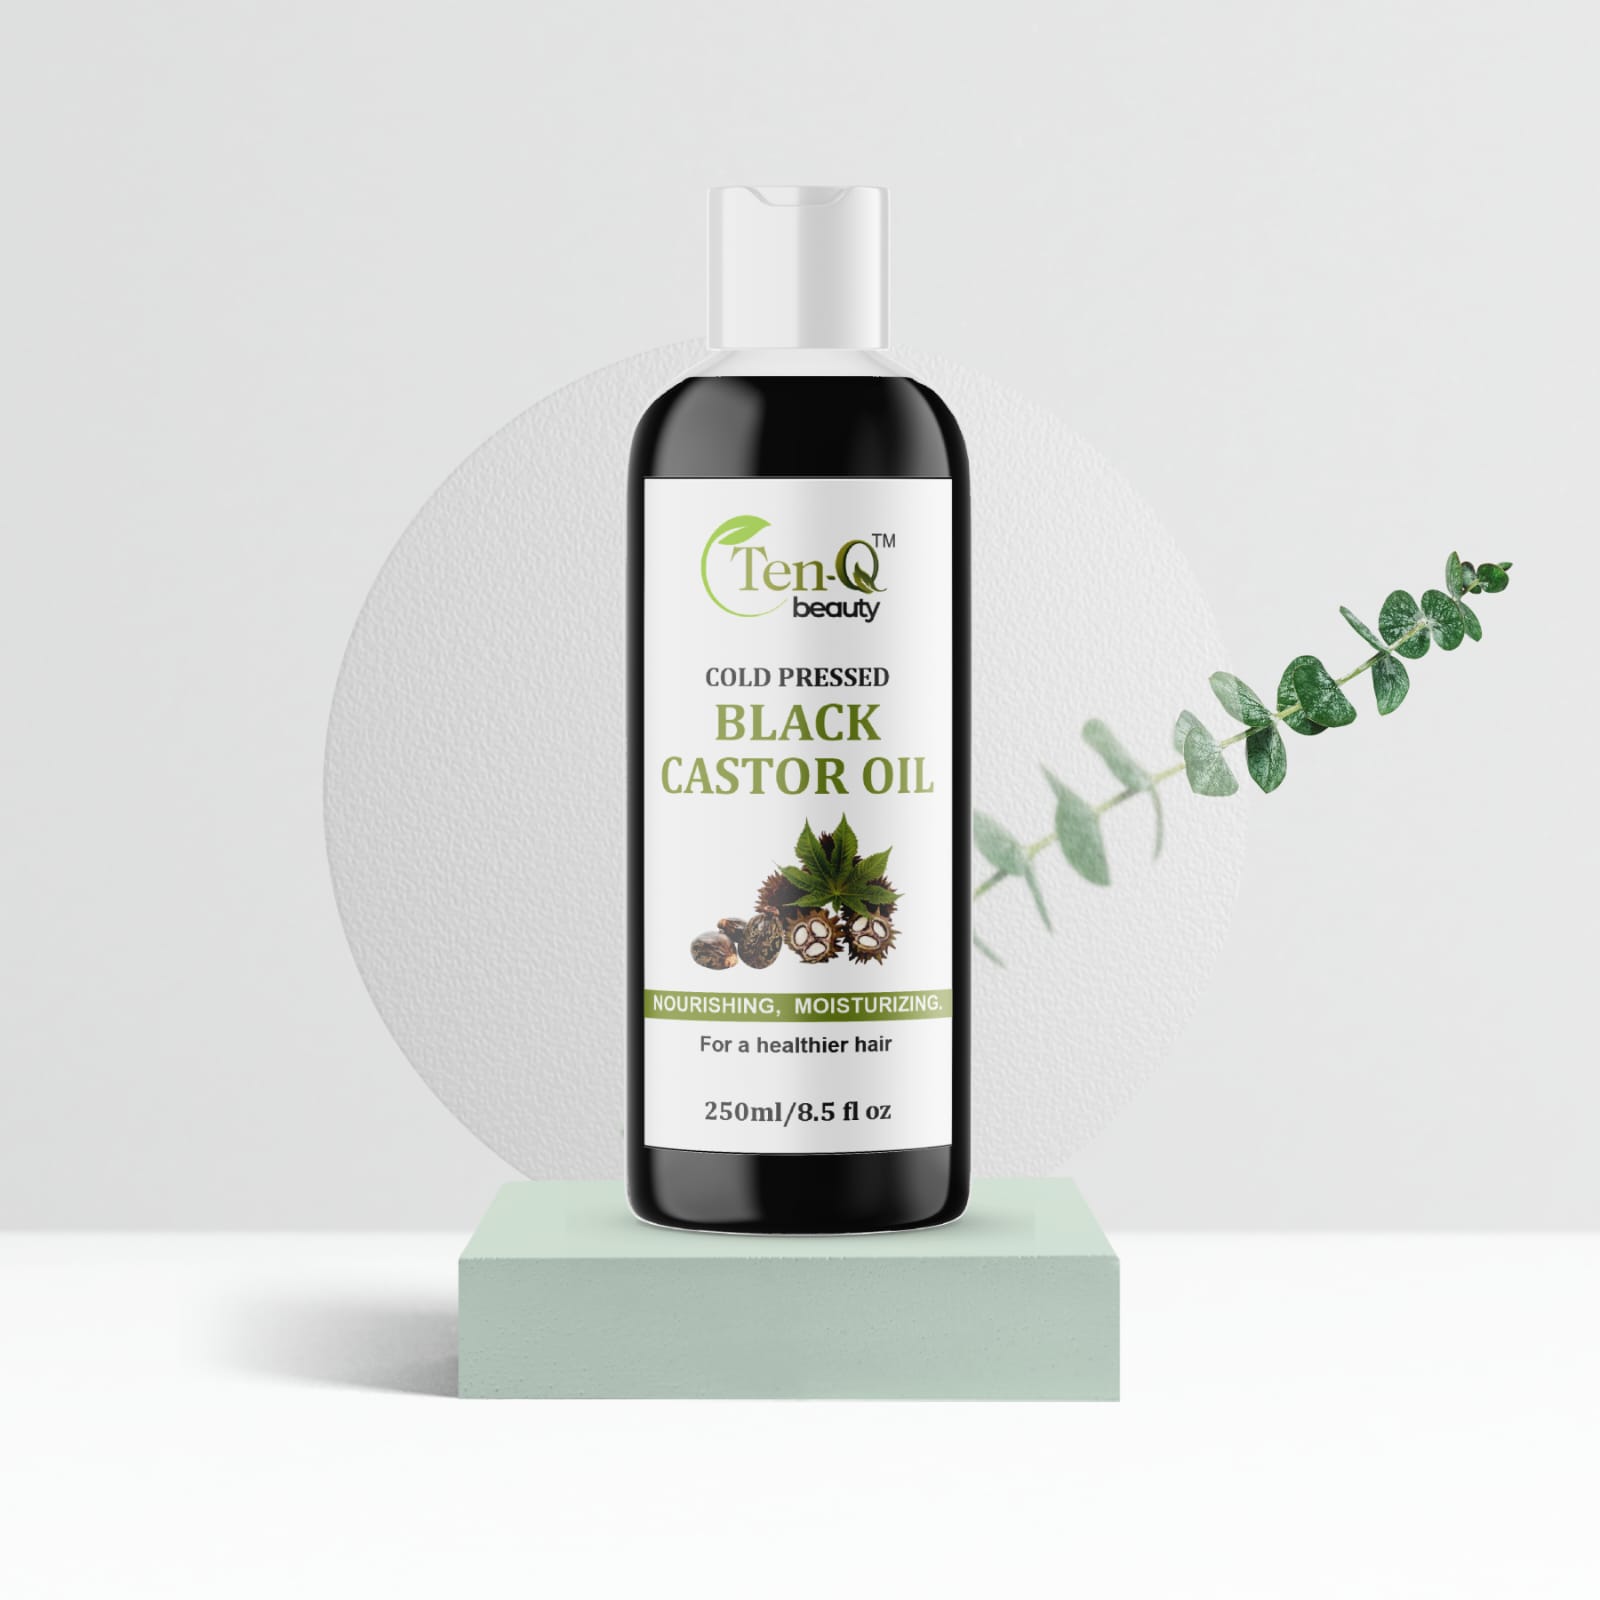 Ten-Q™
beauty
COLD PRESSED
BLACK
CASTOR OIL
NOURISHING, MOISTURIZING.
For a healthier hair
250ml/8.5 fl oz